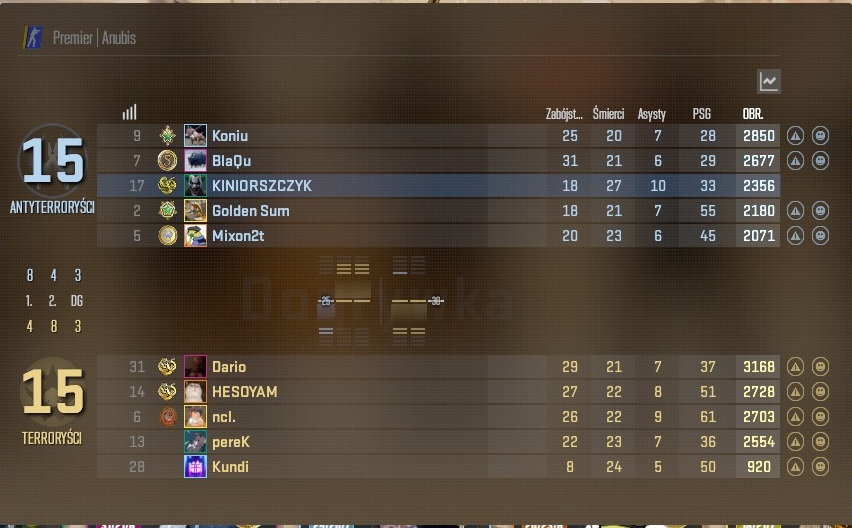 Premier | Anubis
Zabójst... Śmierci Asysty PSG OBR.
15
ANTYTERRORYŚCI
9 Koniu 25 20 7 28 2850
7 BlaQu 31 21 6 29 2677
17 KINIORSZCZYK 18 27 10 33 2356
2 Golden Sum 18 21 7 55 2180
5 Mixon2t 20 23 6 45 2071
8 4 3
1. 2. DG
4 8 3
25 30
15
TERRORYŚCI
31 Dario 29 21 7 37 3168
14 HESOYAM 27 22 8 51 2728
6 ncl. 26 22 9 61 2703
13 pereK 22 23 7 36 2554
28 Kundi 8 24 5 50 920